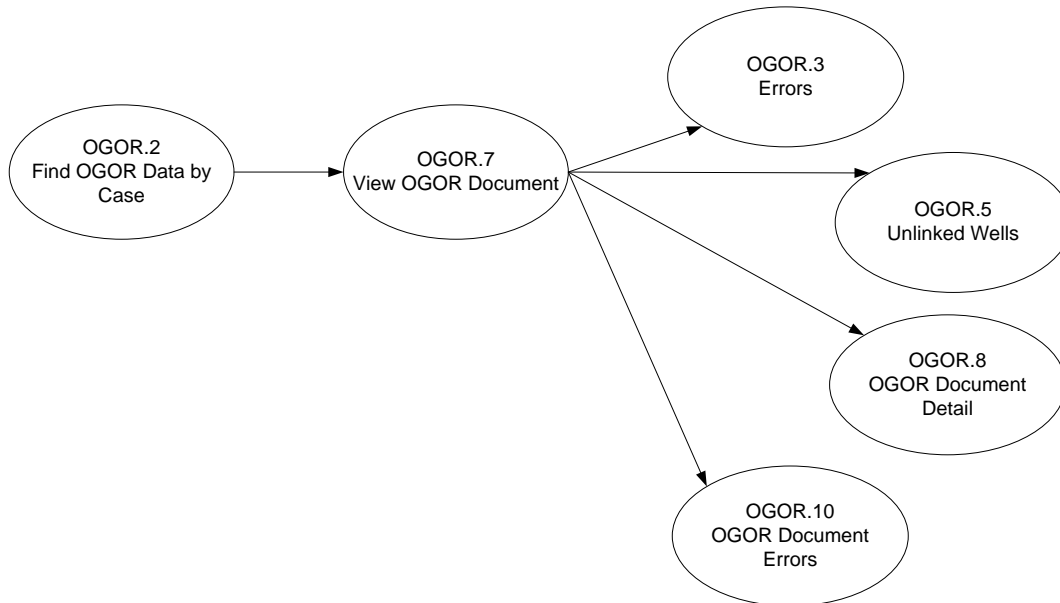 OGOR.2
Find OGOR Data by
Case
OGOR.7
View OGOR Document
OGOR.3
Errors
OGOR.5
Unlinked Wells
OGOR.8
OGOR Document
Detail
OGOR.10
OGOR Document
Errors